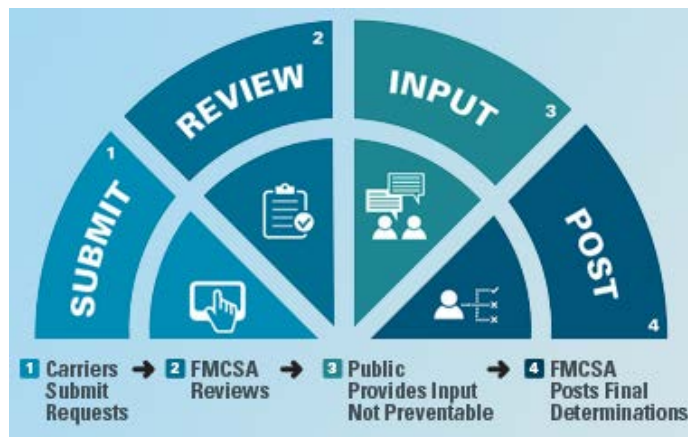 1
SUBMIT
2
REVIEW
INPUT
3
POST
4
1 Carriers
Submit
Requests
2 FMCSA
Reviews
3 Public
Provides Input
Not Preventable
4 FMCSA
Posts Final
Determinations